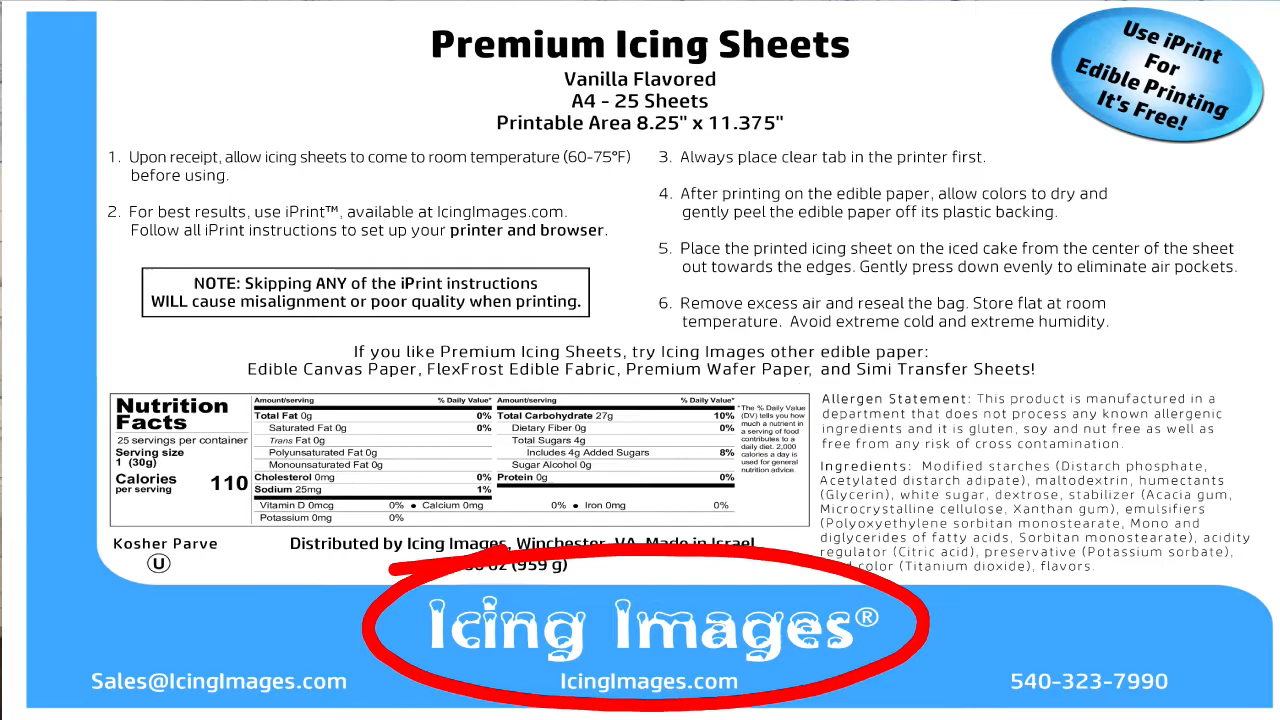 Premium Icing Sheets
Vanilla Flavored
A4 - 25 Sheets
Printable Area 8.25" x 11.375"
Use iPrint
For
Edible Printing
It's Free!
1. Upon receipt, allow icing sheets to come to room temperature (60-75°F)
before using.
2. For best results, use iPrint™, available at IcingImages.com.
Follow all iPrint instructions to set up your printer and browser.
NOTE: Skipping ANY of the iPrint instructions
WILL cause misalignment or poor quality when printing.
3. Always place clear tab in the printer first.
4. After printing on the edible paper, allow colors to dry and
gently peel the edible paper off its plastic backing.
5. Place the printed icing sheet on the iced cake from the center of the sheet
out towards the edges. Gently press down evenly to eliminate air pockets.
6. Remove excess air and reseal the bag. Store flat at room
temperature. Avoid extreme cold and extreme humidity.
If you like Premium Icing Sheets, try Icing Images other edible paper:
Edible Canvas Paper, FlexFrost Edible Fabric, Premium Wafer Paper, and Simi Transfer Sheets!
Nutrition
Facts
25 servings per container
Serving size
1 (30g)
Calories
per serving
110
Amount/serving % Daily Value*
Total Fat 0g 0%
Saturated Fat 0g 0%
Trans Fat 0g
Polyunsaturated Fat 0g
Monounsaturated Fat 0g
Cholesterol 0mg 0%
Sodium 25mg 1%
Amount/serving % Daily Value*
Total Carbohydrate 27g 10%
Dietary Fiber 0g 0%
Total Sugars 4g
Includes 4g Added Sugars 8%
Sugar Alcohol 0g
Protein 0g 0%
Vitamin D 0mcg 0% • Calcium 0mg 0% • Iron 0mg 0%
Potassium 0mg 0%
*The % Daily Value
(DV) tells you how
much a nutrient in
a serving of food
contributes to a
daily diet. 2,000
calories a day is
used for general
nutrition advice.
Allergen Statement: This product is manufactured in a
department that does not process any known allergenic
ingredients and it is gluten, soy and nut free as well as
free from any risk of cross contamination.
Ingredients: Modified starches (Distarch phosphate,
Acetylated distarch adipate), maltodextrin, humectants
(Glycerin), white sugar, dextrose, stabilizer (Acacia gum,
Microcrystalline cellulose, Xanthan gum), emulsifiers
(Polyoxyethylene sorbitan monostearate, Mono and
diglycerides of fatty acids, Sorbitan monostearate), acidity
regulator (Citric acid), preservative (Potassium sorbate),
color (Titanium dioxide), flavors.
Kosher Parve
U
Distributed by Icing Images, Winchester, VA. Made in Israel
oz (959 g)
Icing Images®
Sales@IcingImages.com
IcingImages.com
540-323-7990